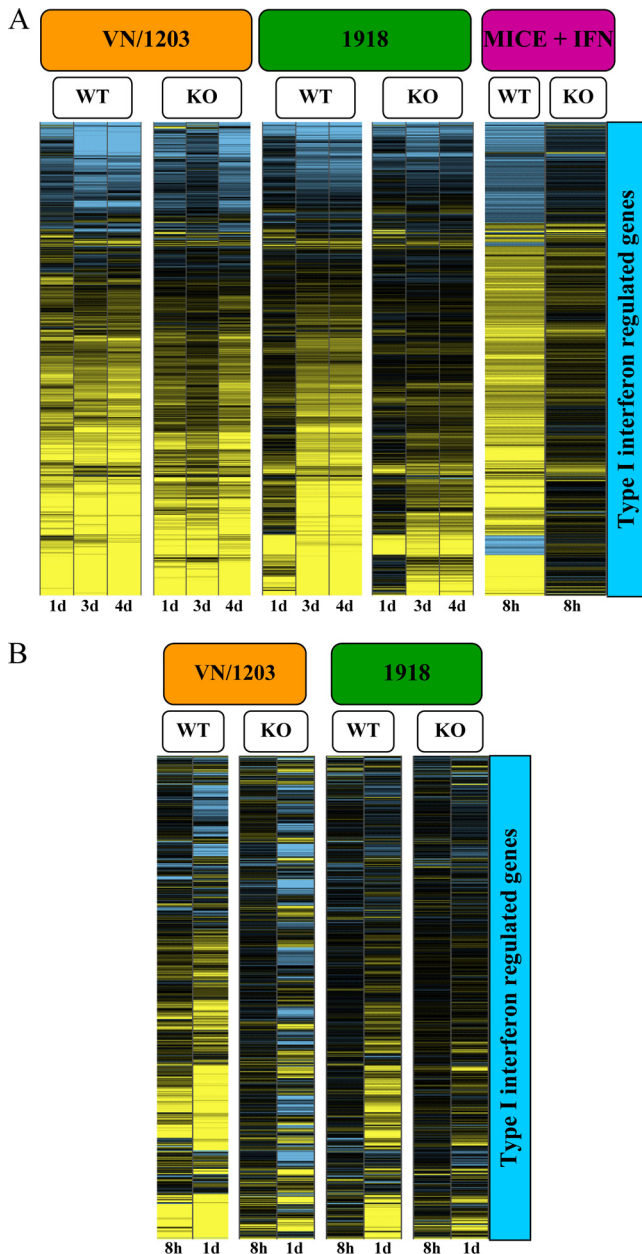 A
VN/1203 1918 MICE + IFN
WT KO WT KO WT KO
Type I interferon regulated genes
1d 3d 4d 1d 3d 4d 1d 3d 4d 1d 3d 4d 8h 8h
B
VN/1203 1918
WT KO WT KO
Type I interferon regulated genes
8h 1d 8h 1d 8h 1d 8h 1d